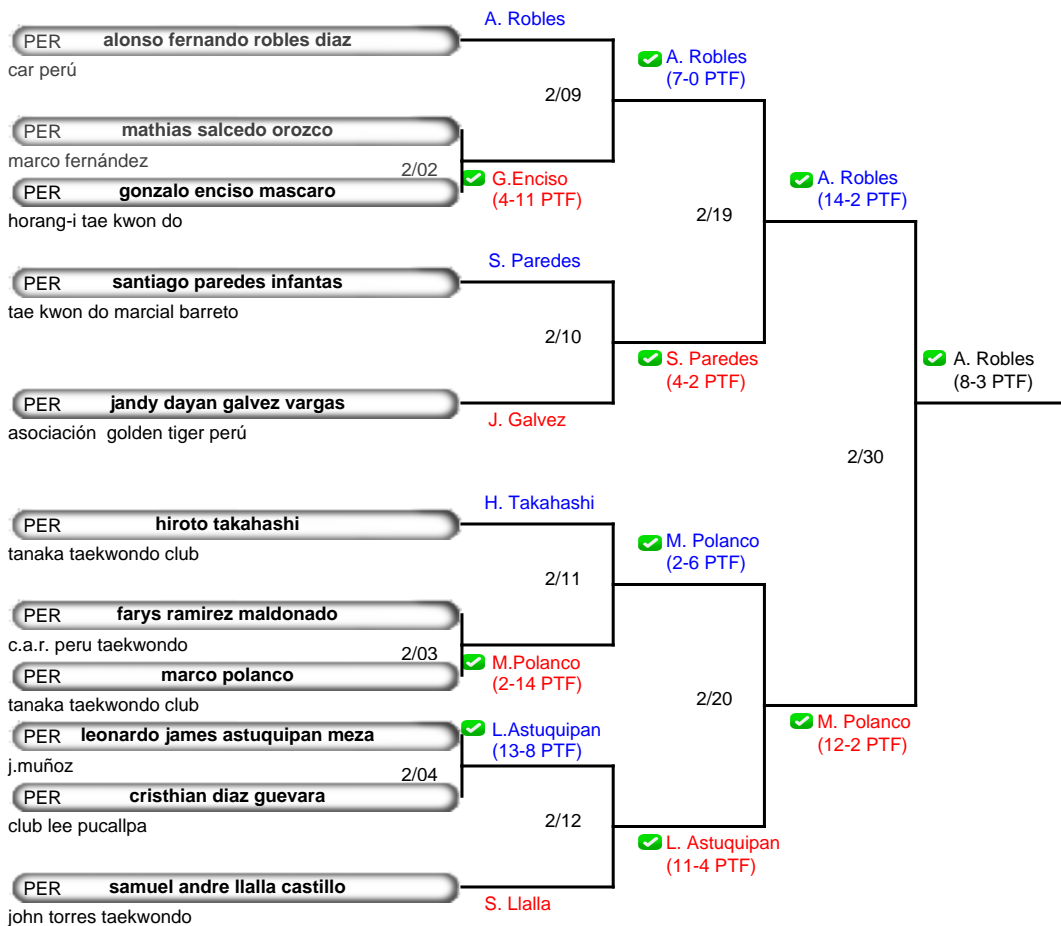 A. Robles
PER alonso fernando robles diaz
car perú
A. Robles
(7-0 PTF)
2/09
PER mathias salcedo orozco
marco fernández
2/02
PER gonzalo enciso mascaro
horang-i tae kwon do
G.Enciso
(4-11 PTF)
A. Robles
(14-2 PTF)
2/19
S. Paredes
PER santiago paredes infantas
tae kwon do marcial barreto
2/10
S. Paredes
(4-2 PTF)
PER jandy dayan galvez vargas
asociación  golden tiger perú
J. Galvez
A. Robles
(8-3 PTF)
2/30
H. Takahashi
PER hiroto takahashi
tanaka taekwondo club
M. Polanco
(2-6 PTF)
2/11
PER farys ramirez maldonado
c.a.r. peru taekwondo
2/03
PER marco polanco
tanaka taekwondo club
M.Polanco
(2-14 PTF)
2/20
M. Polanco
(12-2 PTF)
PER leonardo james astuquipan meza
j.muñoz
L.Astuquipan
(13-8 PTF)
2/04
PER cristhian diaz guevara
club lee pucallpa
2/12
L. Astuquipan
(11-4 PTF)
PER samuel andre llalla castillo
john torres taekwondo
S. Llalla